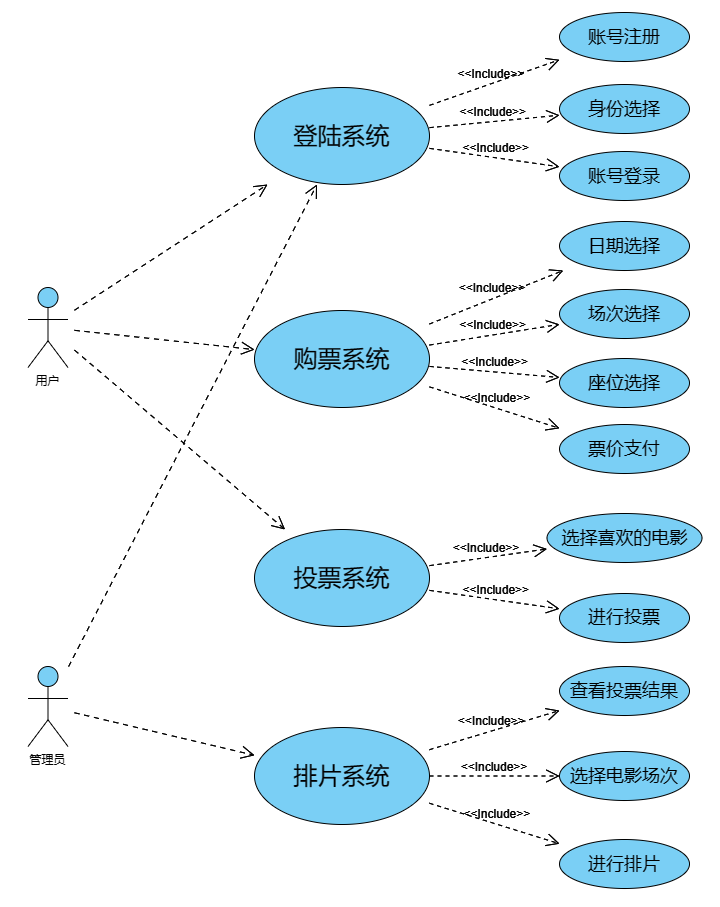 账号注册
<<Include>>
登陆系统
<<Include>>
身份选择
<<Include>>
账号登录
用户
购票系统
<<Include>>
日期选择
<<Include>>
场次选择
<<Include>>
座位选择
<<Include>>
票价支付
投票系统
<<Include>>
选择喜欢的电影
<<Include>>
进行投票
管理员
排片系统
<<Include>>
查看投票结果
<<Include>>
选择电影场次
<<Include>>
进行排片